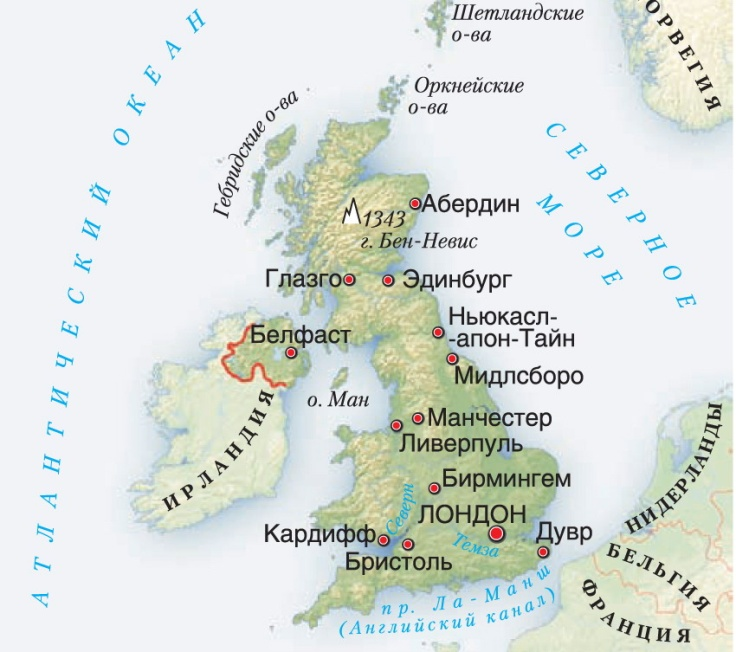 Шетландские
о-ва
ОРВЕГИЯ
АТЛАНТИЧЕСКИЙ ОКЕАН
Оркнейские
о-ва
Гебридские о-ва
СЕВЕРНОЕ
МОРЕ
Абердин
1343
г. Бен-Невис
Глазго
Эдинбург
Ньюкасл-
-апон-Тайн
Белфаст
Мидлсборо
о. Ман
ИРЛАНДИЯ
Манчестер
Ливерпуль
НИДЕРЛАНДЫ
Бирмингем
Северн
ЛОНДОН
Темза
Кардифф
Дувр
Бристоль
БЕЛЬГИЯ
пр. Ла-Манш
(Английский канал)
ФРАНЦИЯ